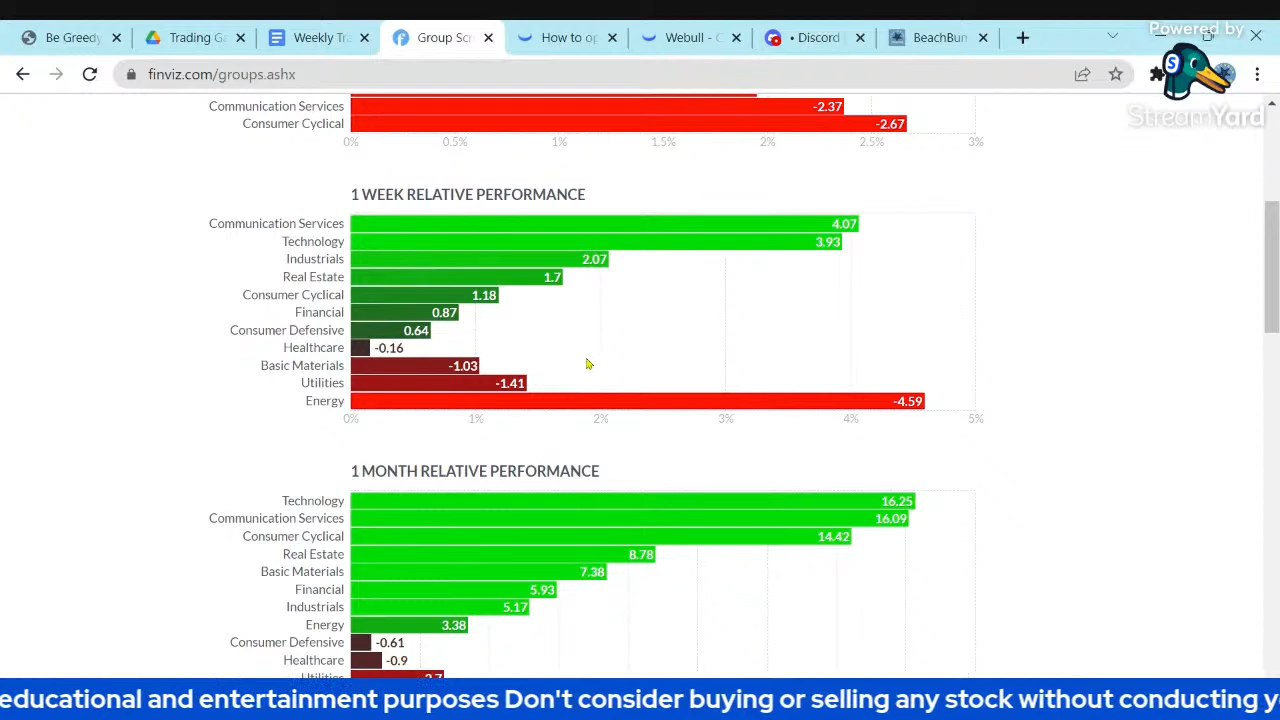 Powered by
Be Greedy
Trading G
Weekly Tr
Group Sc
How to o
Webull - C
• Discord
BeachBun
finviz.com/groups.ashx
StreamYard
Communication Services -2.37
Consumer Cyclical -2.67
0% 0.5% 1% 1.5% 2% 2.5% 3%
1 WEEK RELATIVE PERFORMANCE
Communication Services 4.07
Technology 3.93
Industrials 2.07
Real Estate 1.7
Consumer Cyclical 1.18
Financial 0.87
Consumer Defensive 0.64
Healthcare -0.16
Basic Materials -1.03
Utilities -1.41
Energy -4.59
0% 1% 2% 3% 4% 5%
1 MONTH RELATIVE PERFORMANCE
Technology 16.25
Communication Services 16.09
Consumer Cyclical 14.42
Real Estate 8.78
Basic Materials 7.38
Financial 5.93
Industrials 5.17
Energy 3.38
Consumer Defensive -0.61
Healthcare -0.9
Utilities -2.7
educational and entertainment purposes Don't consider buying or selling any stock without conducting y